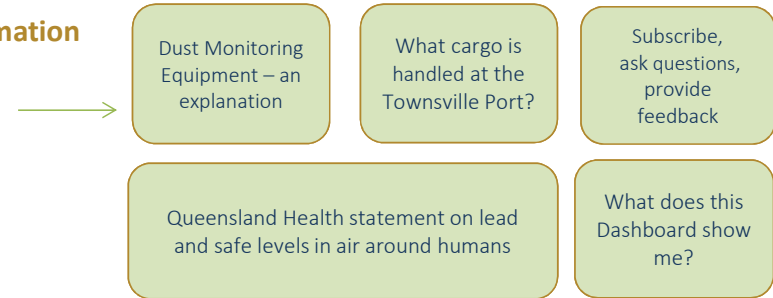 mation
Dust Monitoring
Equipment – an
explanation
What cargo is
handled at the
Townsville Port?
Subscribe,
ask questions,
provide
feedback
Queensland Health statement on lead
and safe levels in air around humans
What does this
Dashboard show
me?